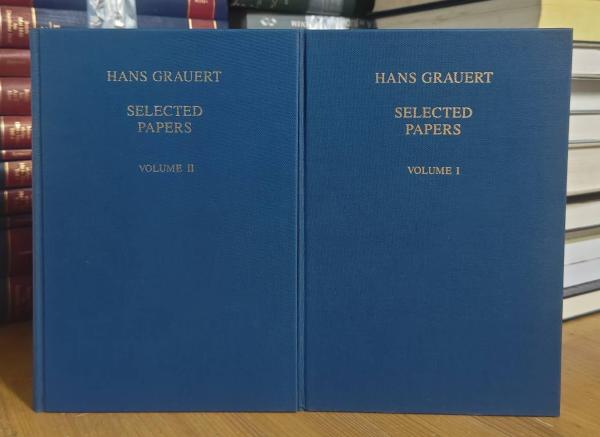 HANS GRAUERT
SELECTED
PAPERS
VOLUME II
HANS GRAUERT
SELECTED
PAPERS
VOLUME I